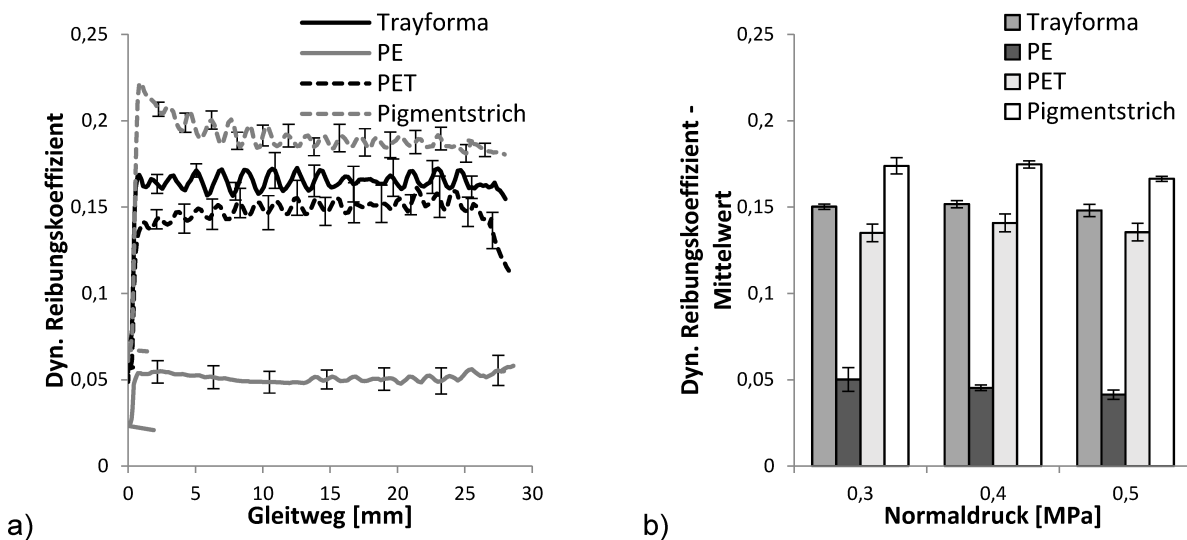 Trayforma
PE
PET
Pigmentstrich
0,25
0,2
0,15
0,1
0,05
0
Dyn. Reibungskoeffizient
0 5 10 15 20 25 30
Gleitweg [mm]
a)
Trayforma
PE
PET
Pigmentstrich
0,25
0,2
0,15
0,1
0,05
0
Dyn. Reibungskoeffizient -
Mittelwert
0,3 0,4 0,5
Normaldruck [MPa]
b)